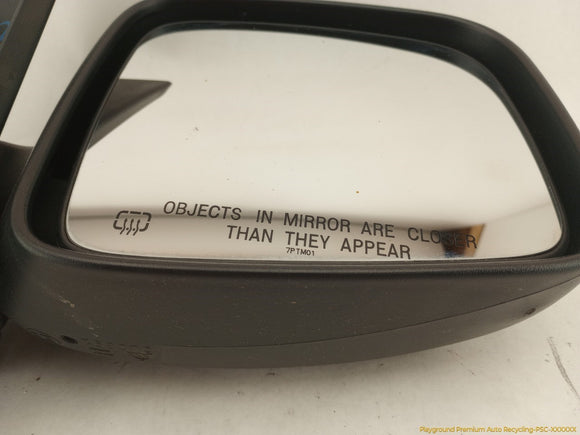 OBJECTS IN MIRROR ARE CLOSER
THAN THEY APPEAR
7PTM01
Playground Premium Auto Recycling-PSC-XXXXXX